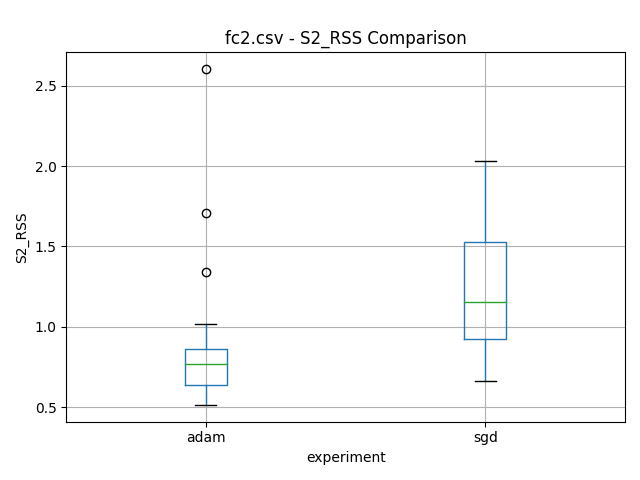 fc2.csv - S2_RSS Comparison
2.5
2.0
1.5
1.0
0.5
S2_RSS
adam
sgd
experiment